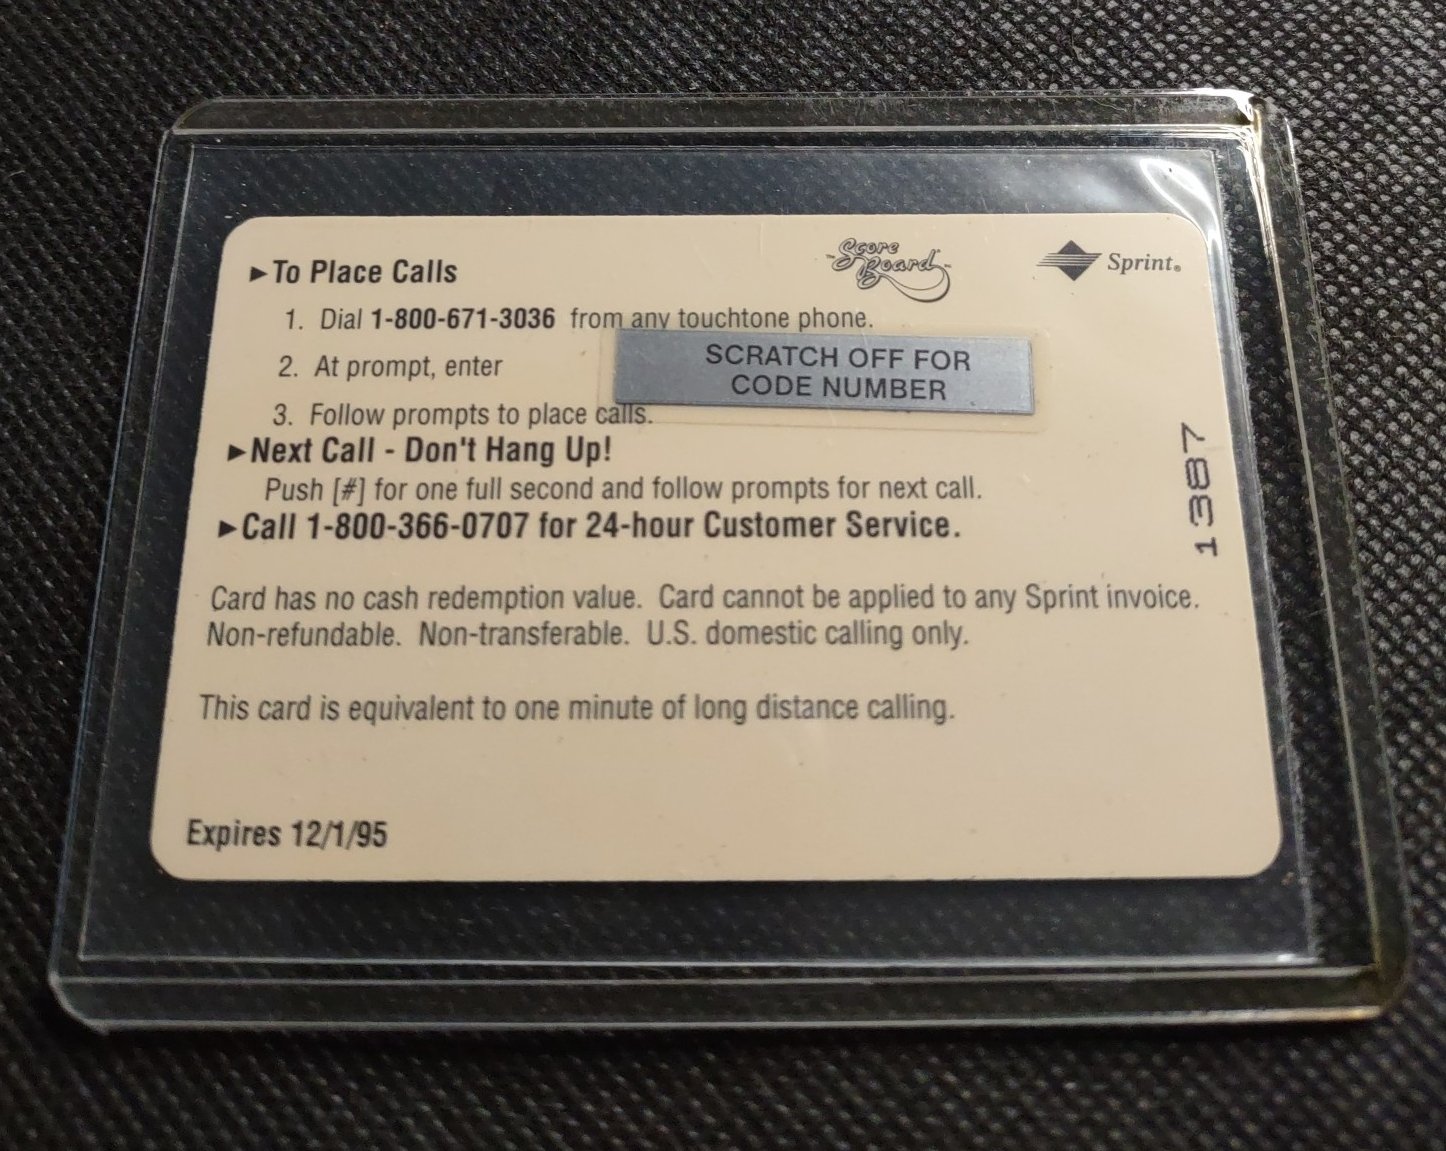 Score
Board™
Sprint®
►To Place Calls
1. Dial 1-800-671-3036 from any touchtone phone.
2. At prompt, enter
SCRATCH OFF FOR
CODE NUMBER
3. Follow prompts to place calls.
►Next Call - Don't Hang Up!
Push [#] for one full second and follow prompts for next call.
►Call 1-800-366-0707 for 24-hour Customer Service.
1387
Card has no cash redemption value. Card cannot be applied to any Sprint invoice.
Non-refundable. Non-transferable. U.S. domestic calling only.
This card is equivalent to one minute of long distance calling.
Expires 12/1/95